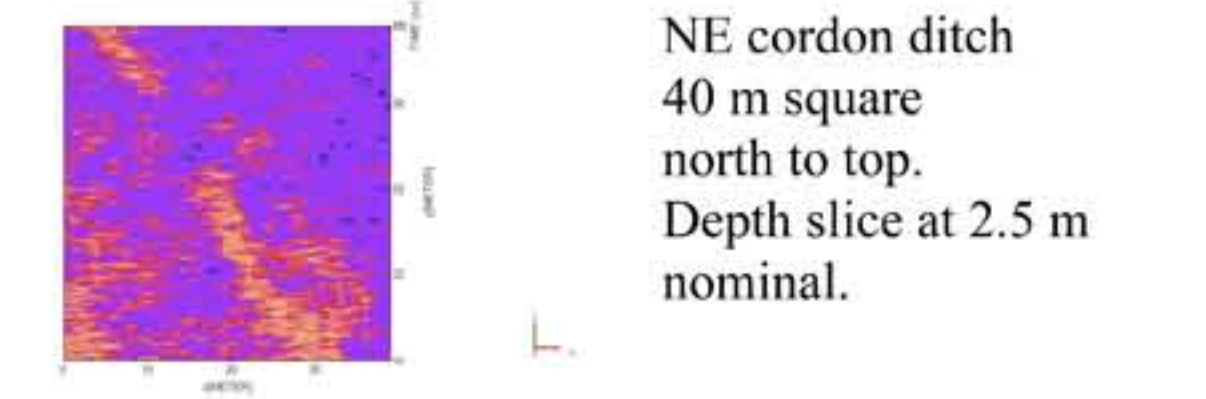 NE cordon ditch
40 m square
north to top.
Depth slice at 2.5 m
nominal.